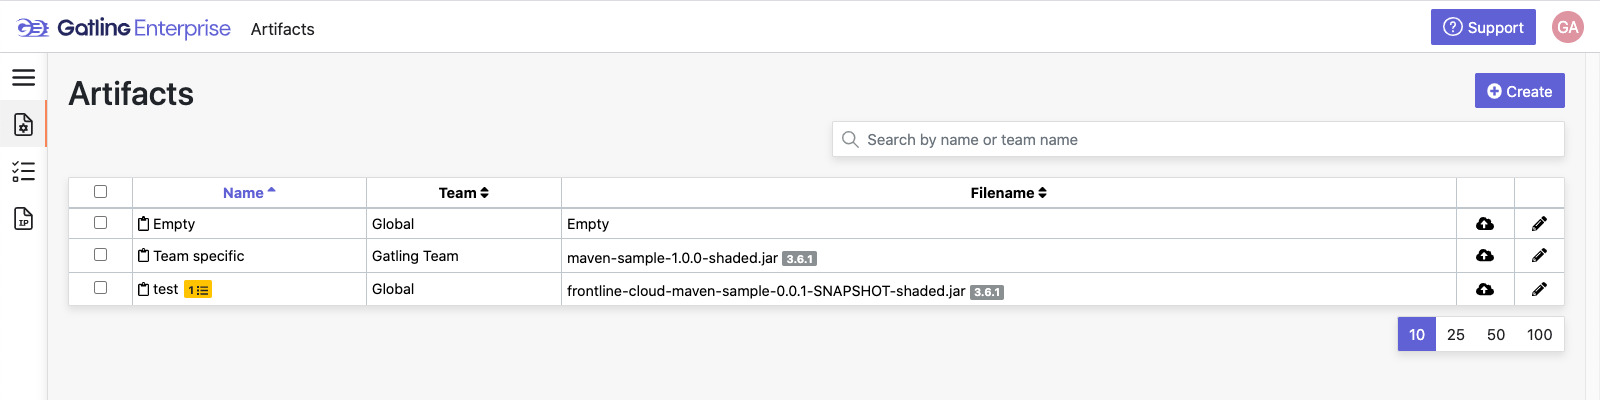 Gatling Enterprise Artifacts Support GA
Artifacts
Create
Search by name or team name
Name Team Filename
Empty Global Empty
Team specific Gatling Team maven-sample-1.0.0-shaded.jar 3.6.1
test 1 Global frontline-cloud-maven-sample-0.0.1-SNAPSHOT-shaded.jar 3.6.1
10 25 50 100
IP